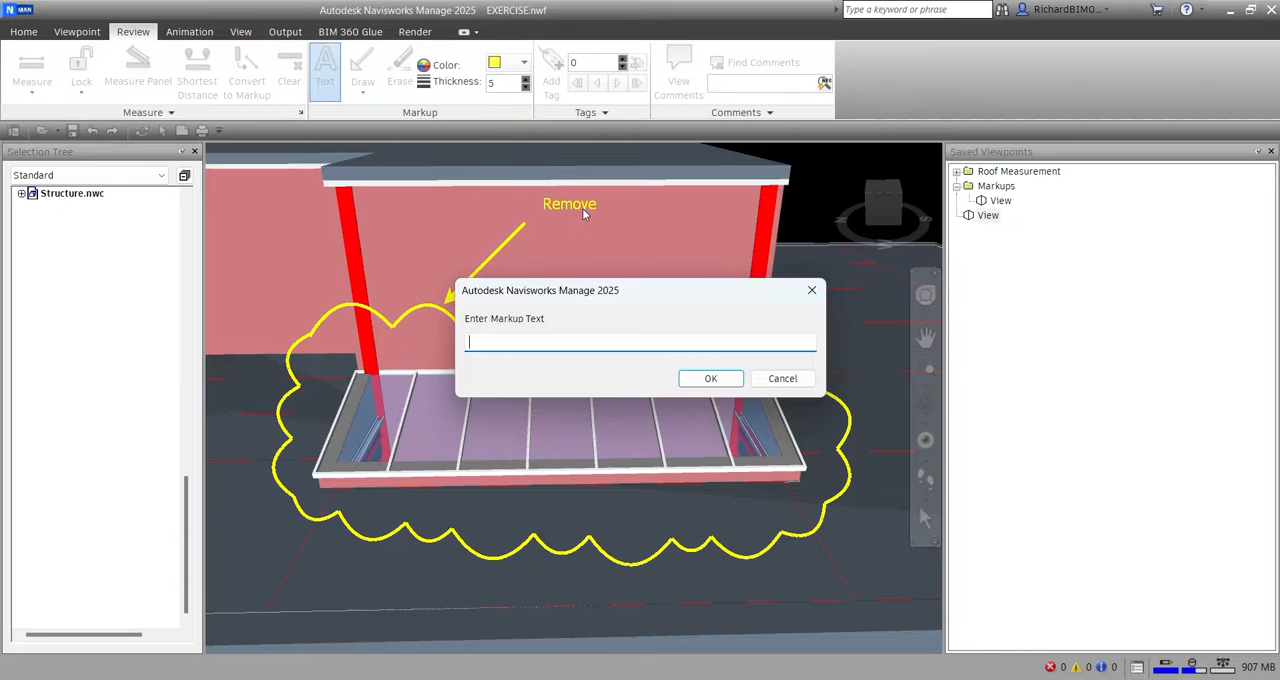 N MAN
Autodesk Navisworks Manage 2025 EXERCISE.nwf
Type a keyword or phrase
RichardBIMO...
Home Viewpoint Review Animation View Output BIM 360 Glue Render
Measure
Lock
Measure Panel
Shortest
Distance
Convert
to Markup
Clear
Text
Draw
Erase
Color:
Thickness: 5
Add
Tag
0
View
Comments
Find Comments
Measure
Markup
Tags
Comments
Selection Tree
Standard
Structure.nwc
Remove
Autodesk Navisworks Manage 2025
Enter Markup Text
OK Cancel
Saved Viewpoints
Roof Measurement
Markups
View
View
0 0 0
907 MB